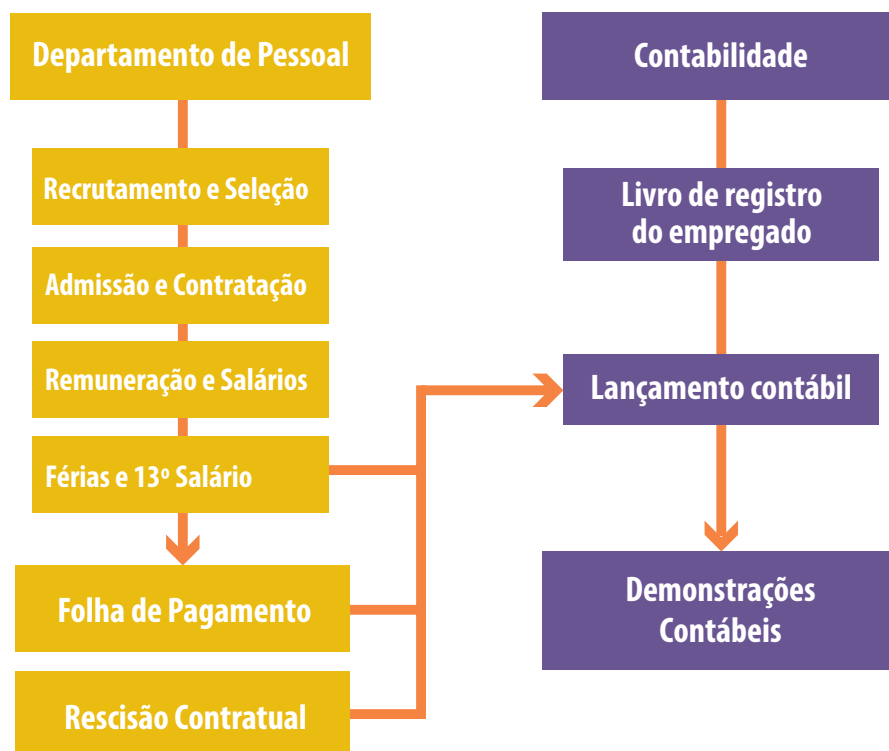 Departamento de Pessoal
Recrutamento e Seleção
Admissão e Contratação
Remuneração e Salários
Férias e 13º Salário
Folha de Pagamento
Rescisão Contratual
Contabilidade
Livro de registro
do empregado
Lançamento contábil
Demonstrações
Contábeis